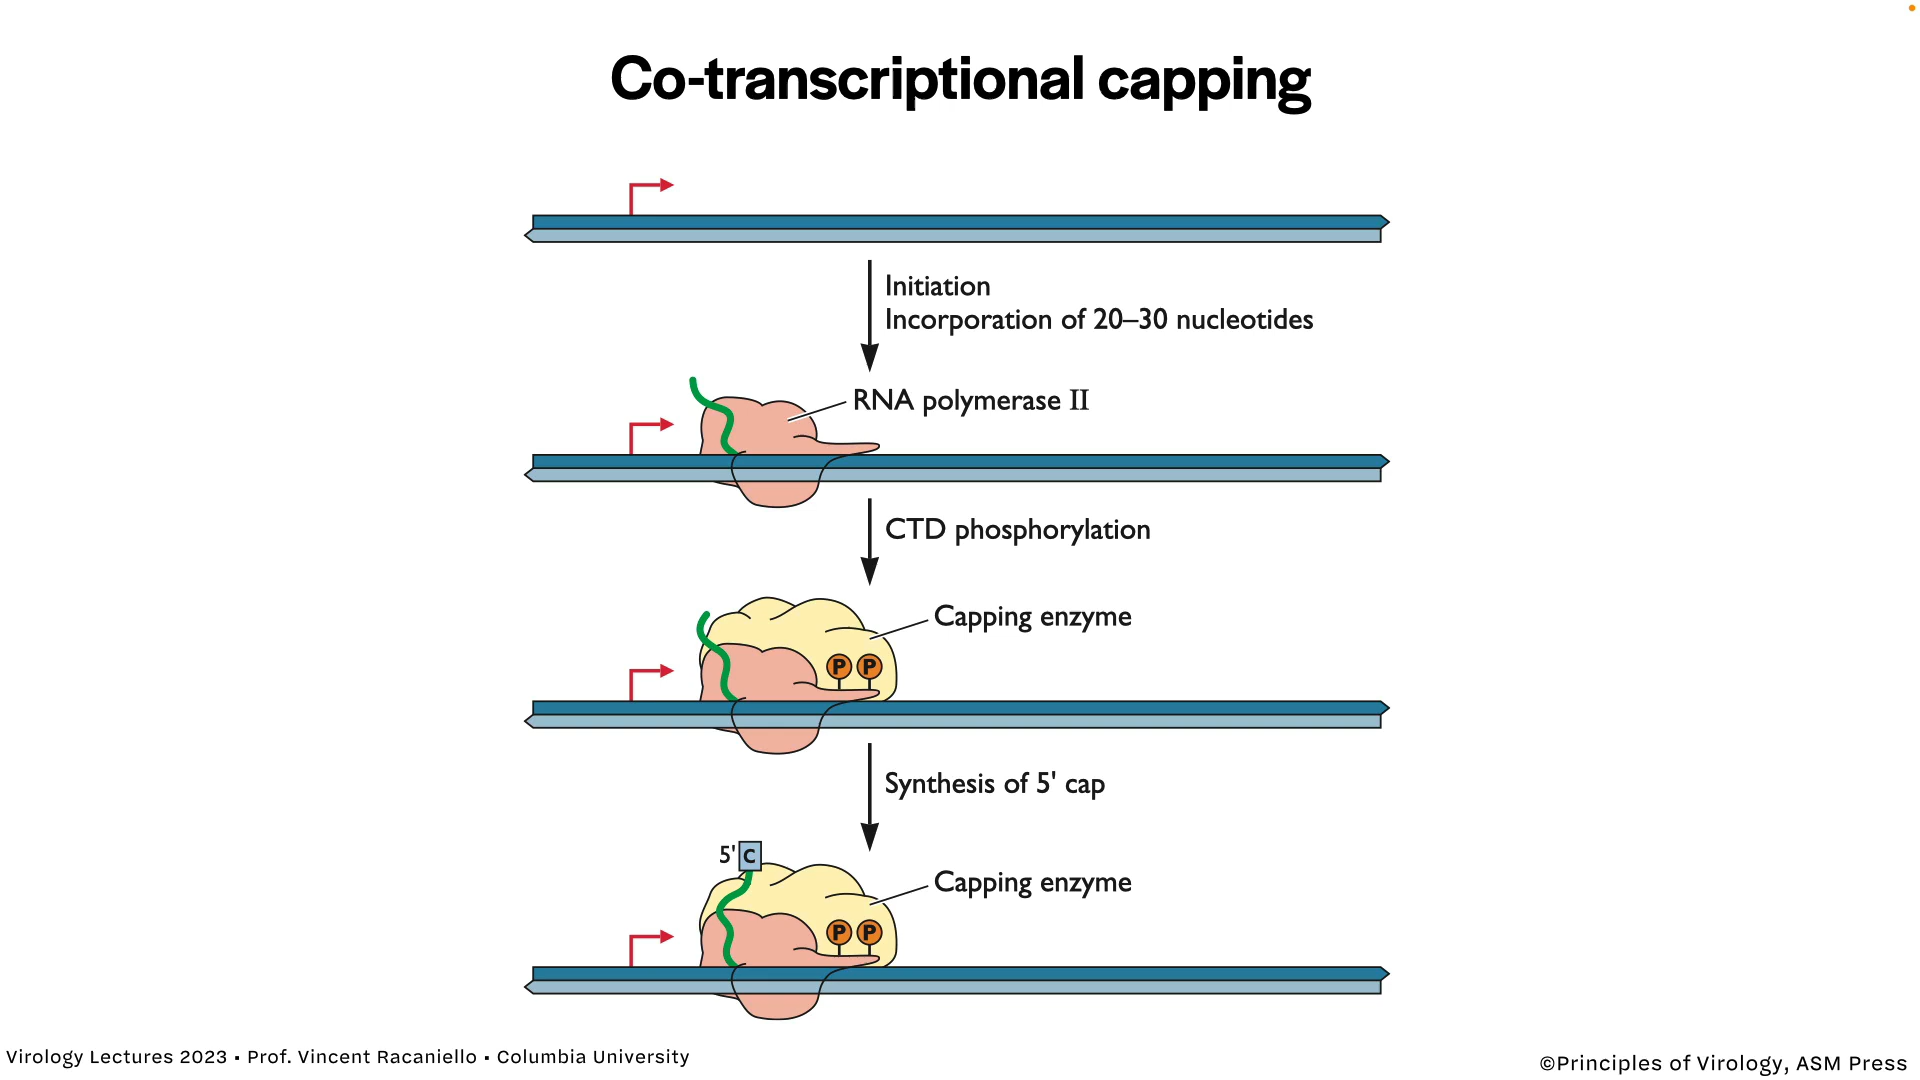 Co-transcriptional capping
Initiation
Incorporation of 20–30 nucleotides
RNA polymerase II
CTD phosphorylation
Capping enzyme
P P
Synthesis of 5' cap
5' C
Capping enzyme
P P
Virology Lectures 2023 • Prof. Vincent Racaniello • Columbia University
©Principles of Virology, ASM Press